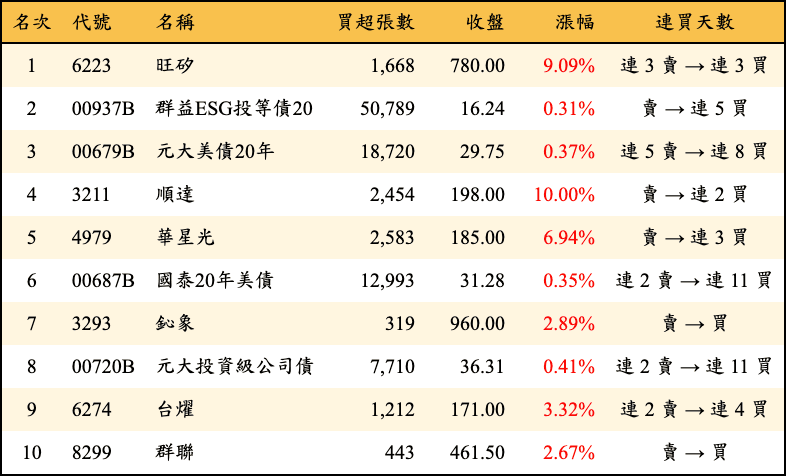 名次 代號 名稱 買超張數 收盤 漲幅 連買天數
1 6223 旺矽 1,668 780.00 9.09% 連 3 賣 → 連 3 買
2 00937B 群益ESG投等債20 50,789 16.24 0.31% 賣 → 連 5 買
3 00679B 元大美債20年 18,720 29.75 0.37% 連 5 賣 → 連 8 買
4 3211 順達 2,454 198.00 10.00% 賣 → 連 2 買
5 4979 華星光 2,583 185.00 6.94% 賣 → 連 3 買
6 00687B 國泰20年美債 12,993 31.28 0.35% 連 2 賣 → 連 11 買
7 3293 鈊象 319 960.00 2.89% 賣 → 買
8 00720B 元大投資級公司債 7,710 36.31 0.41% 連 2 賣 → 連 11 買
9 6274 台燿 1,212 171.00 3.32% 連 2 賣 → 連 4 買
10 8299 群聯 443 461.50 2.67% 賣 → 買